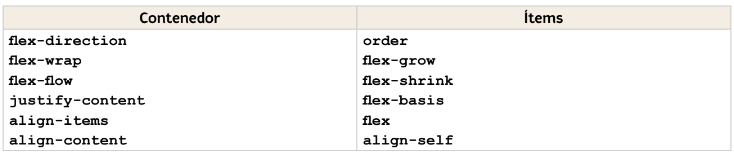 Contenedor Ítems
flex-direction order
flex-wrap flex-grow
flex-flow flex-shrink
justify-content flex-basis
align-items flex
align-content align-self